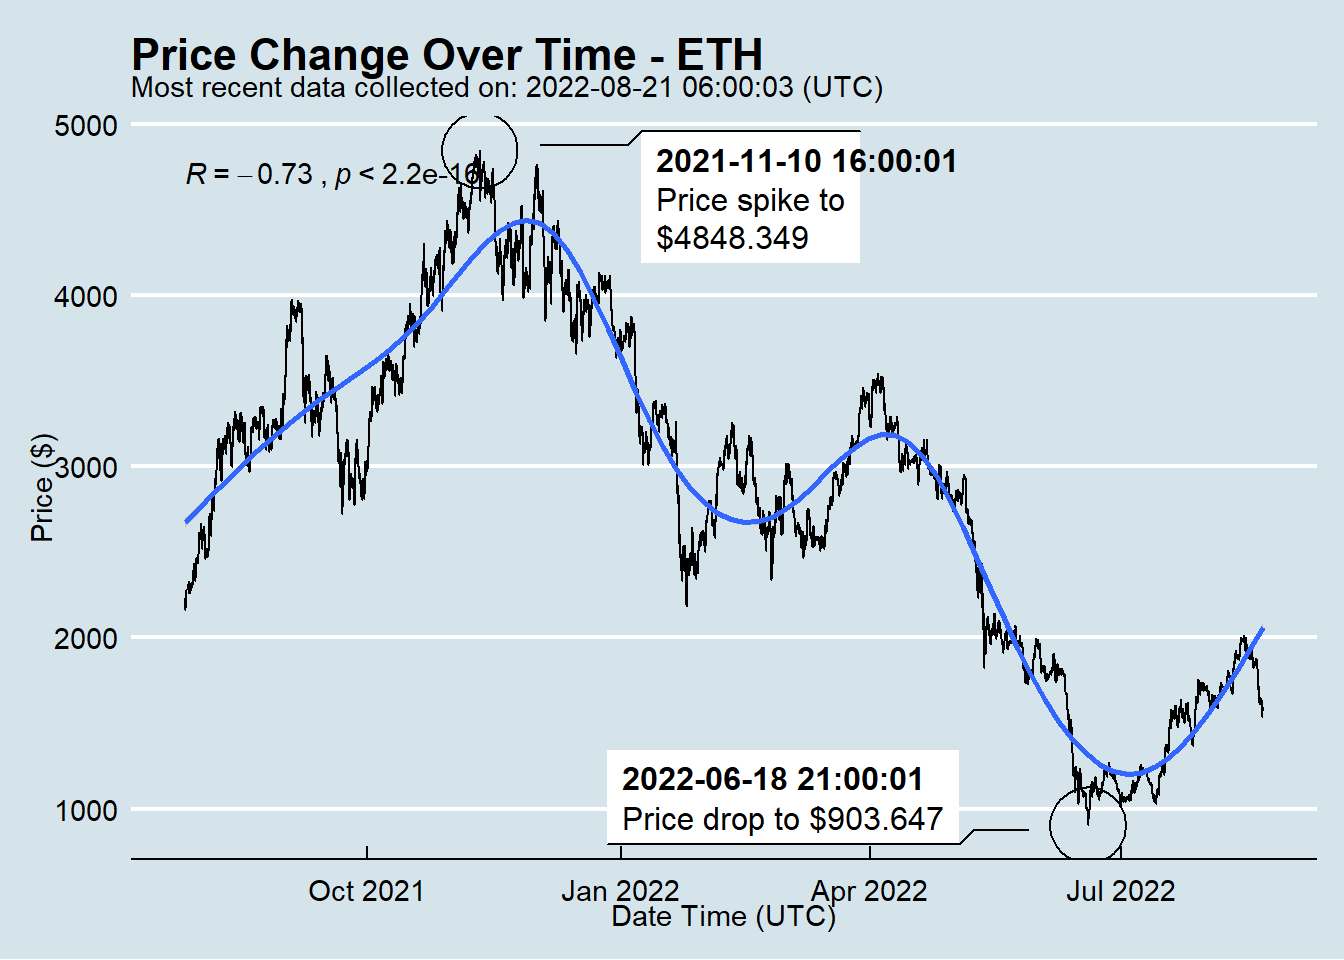 Price Change Over Time - ETH
Most recent data collected on: 2022-08-21 06:00:03 (UTC)
5000
R = −0.73 , p < 2.2e-16
2021-11-10 16:00:01
Price spike to
$4848.349
4000
3000
Price ($)
2000
2022-06-18 21:00:01
Price drop to $903.647
1000
Oct 2021
Jan 2022
Apr 2022
Jul 2022
Date Time (UTC)